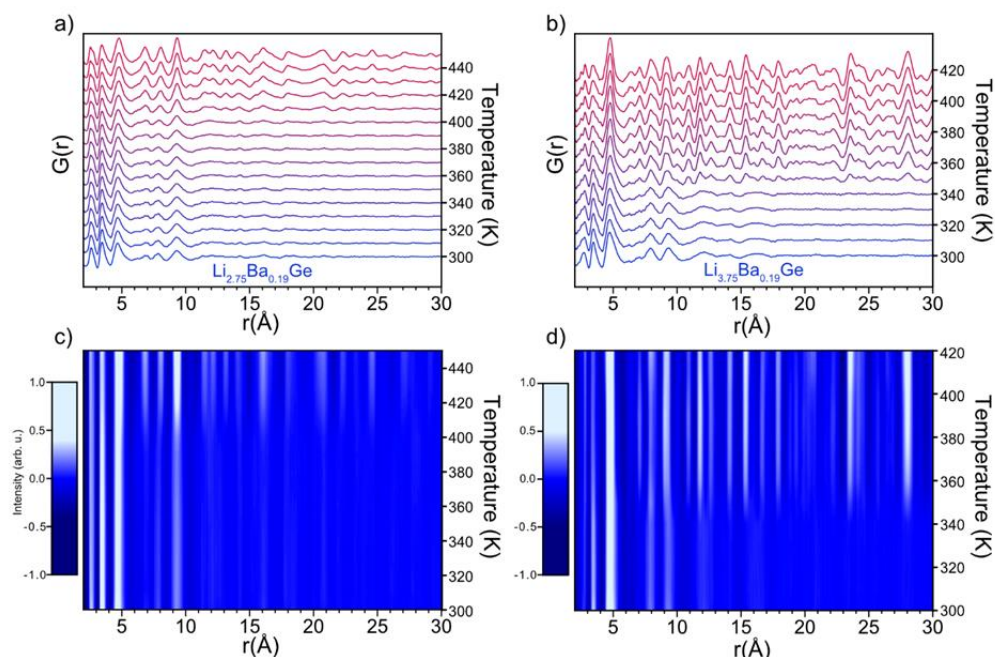 a)
G(r)
Li2.75Ba0.19Ge
5 10 15 20 25 30
r(Å)
440
420
400
380
360
340
320
300
Temperature (K)
b)
G(r)
Li3.75Ba0.19Ge
5 10 15 20 25 30
r(Å)
420
400
380
360
340
320
300
Temperature (K)
c)
Intensity (arb. u.)
1.0
0.5
0.0
-0.5
-1.0
5 10 15 20 25 30
r(Å)
440
420
400
380
360
340
320
300
Temperature (K)
d)
1.0
0.5
0.0
-0.5
-1.0
5 10 15 20 25 30
r(Å)
420
400
380
360
340
320
300
Temperature (K)